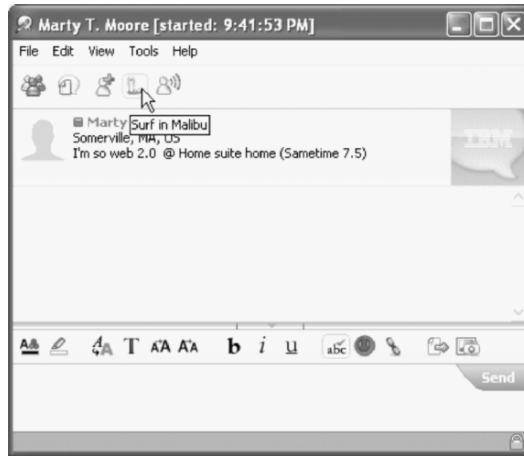 Marty T. Moore [started: 9:41:53 PM]
File Edit View Tools Help
Marty
Surf in Malibu
Somerville, MA, US
I'm so web 2.0 @ Home suite home (Sametime 7.5)
IBM
A&B A A T A A A A b i u abc
Send